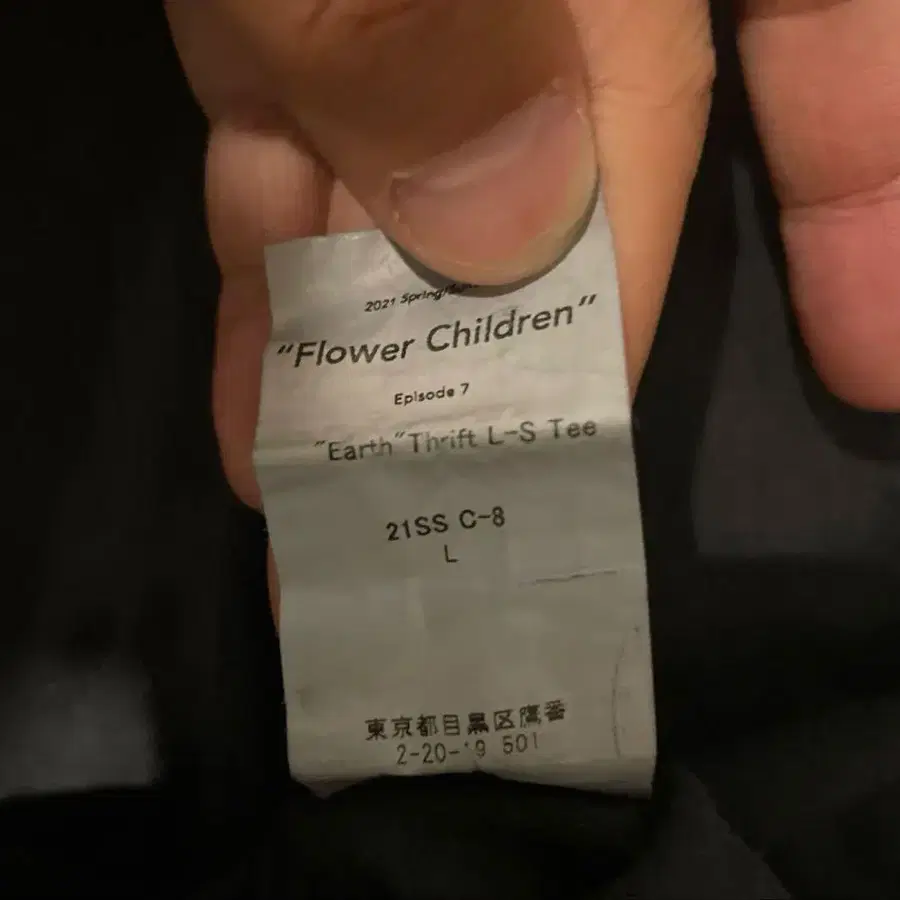 2021 Spring/
“Flower Children”
Episode 7
"Earth"Thrift L-S Tee
21SS C-8
L
東京都目黒区鷹番
2-20-19 501